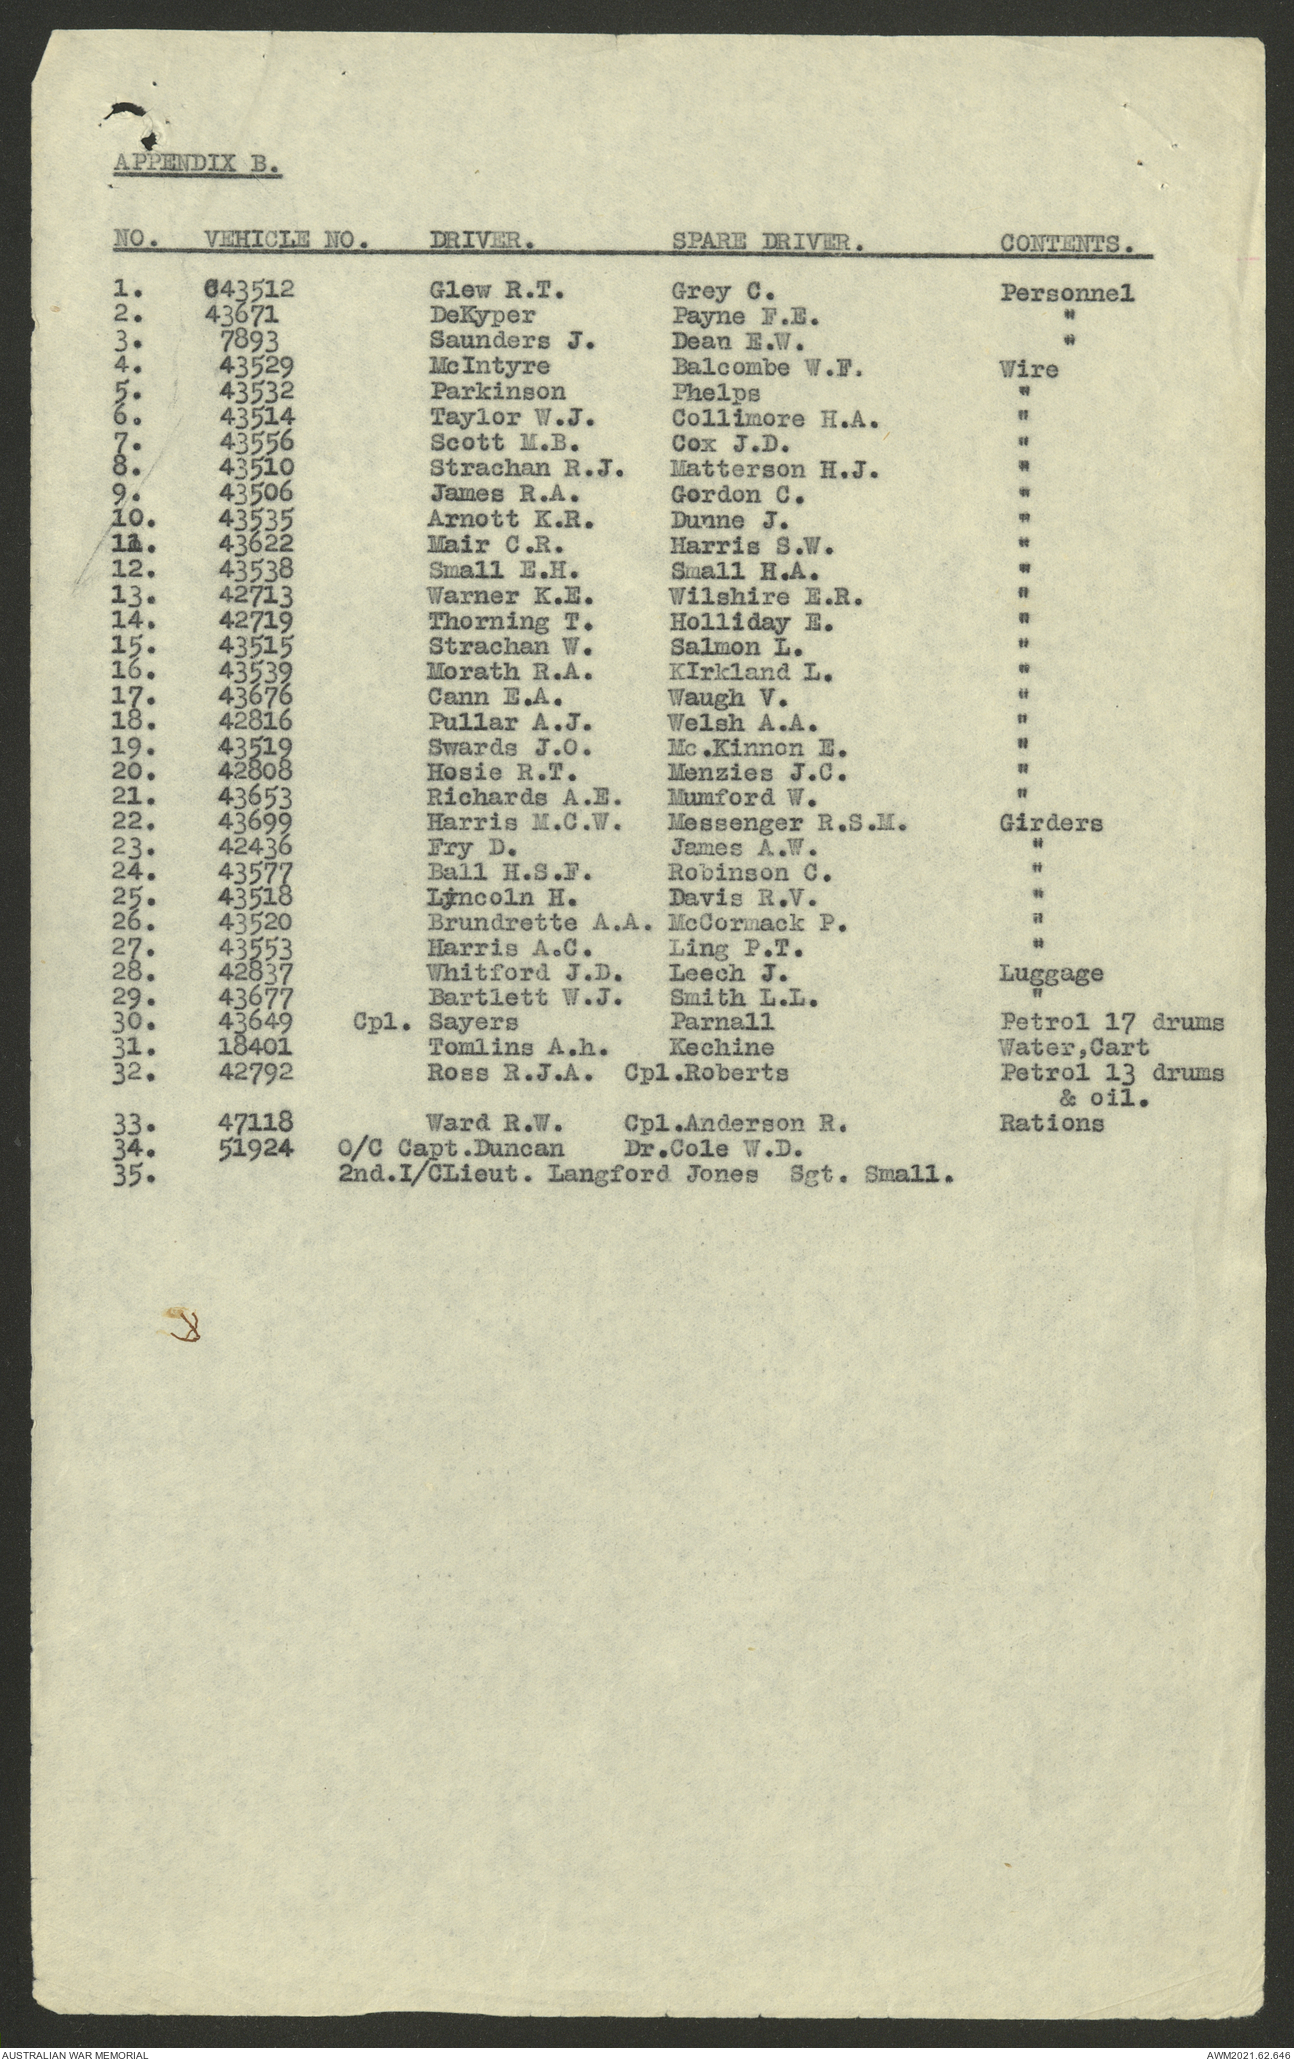 APPENDIX B.
NO. VEHICLE NO. DRIVER. SPARE DRIVER. CONTENTS.
1. C43512 Glew R.T. Grey C. Personnel
2. 43671 DeKyper Payne F.E. "
3. 7893 Saunders J. Dean E.W. "
4. 43529 McIntyre Balcombe W.F. Wire
5. 43532 Parkinson Phelps "
6. 43514 Taylor W.J. Collimore H.A. "
7. 43556 Scott M.B. Cox J.D. "
8. 43510 Strachan R.J. Matterson H.J. "
9. 43506 James R.A. Gordon C. "
10. 43535 Arnott K.R. Dunne J. "
11. 43622 Mair C.R. Harris S.W. "
12. 43538 Small E.H. Small H.A. "
13. 42713 Warner K.E. Wilshire E.R. "
14. 42719 Thorning T. Holliday E. "
15. 43515 Strachan W. Salmon L. "
16. 43539 Morath R.A. KIrkland L. "
17. 43676 Cann E.A. Waugh V. "
18. 42816 Pullar A.J. Welsh A.A. "
19. 43519 Swards J.O. Mc.Kinnon E. "
20. 42808 Hosie R.T. Menzies J.C. "
21. 43653 Richards A.E. Mumford W. "
22. 43699 Harris M.C.W. Messenger R.S.M. Girders
23. 42436 Fry D. James A.W. "
24. 43577 Ball H.S.F. Robinson C. "
25. 43518 Lincoln H. Davis R.V. "
26. 43520 Brundrette A.A. McCormack P. "
27. 43553 Harris A.C. Ling P.T. "
28. 42837 Whitford J.D. Leech J. Luggage
29. 43677 Bartlett W.J. Smith L.L. "
30. 43649 Cpl. Sayers Parnall Petrol 17 drums
31. 18401 Tomlins A.h. Kechine Water,Cart
32. 42792 Ross R.J.A. Cpl.Roberts Petrol 13 drums
& oil.
33. 47118 Ward R.W. Cpl.Anderson R. Rations
34. 51924 O/C Capt.Duncan Dr.Cole W.D.
35. 2nd.I/CLieut. Langford Jones Sgt. Small.
AUSTRALIAN WAR MEMORIAL AWM2021.62.646